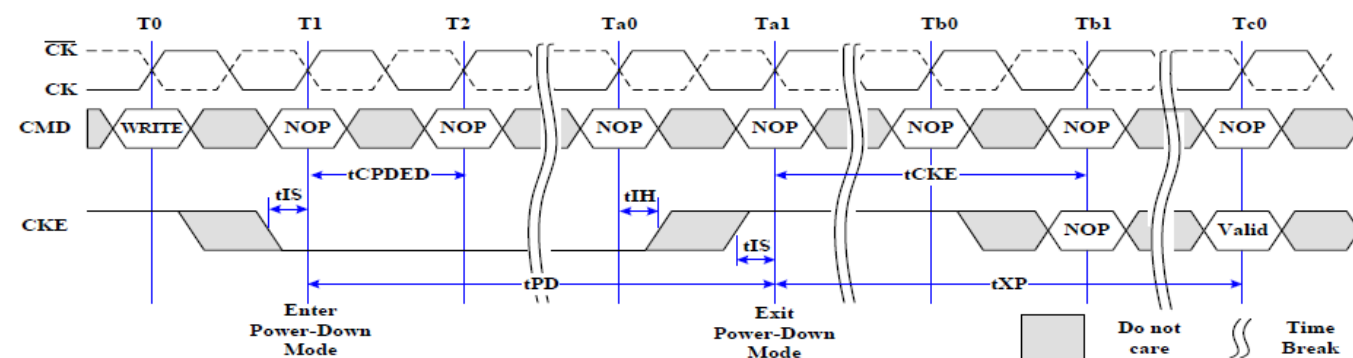 T0 T1 T2 Ta0 Ta1 Tb0 Tb1 Tc0
CK
CK
CMD WRITE NOP NOP NOP NOP NOP NOP NOP
tCPDED tCKE
tIS tIH
CKE NOP Valid
tIS
tPD tXP
Enter
Power-Down
Mode
Exit
Power-Down
Mode
Do not
care
Time
Break